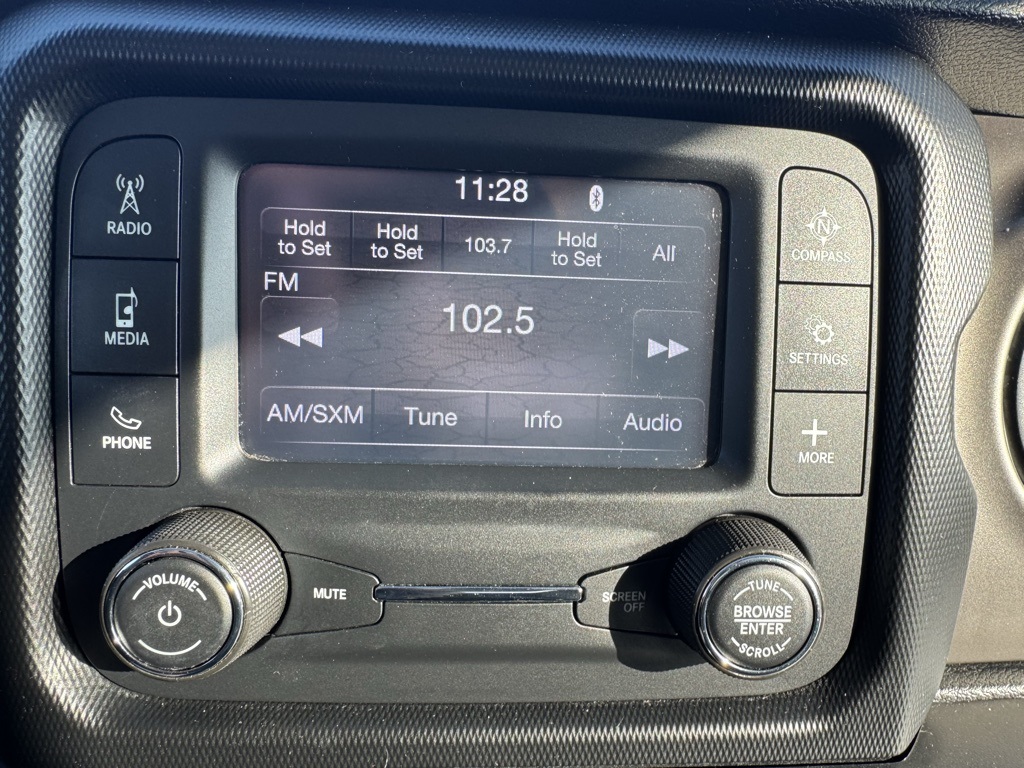 11:28
Hold
to Set
Hold
to Set
103.7
Hold
to Set
All
FM
102.5
AM/SXM
Tune
Info
Audio
RADIO
MEDIA
PHONE
N
COMPASS
SETTINGS
MORE
VOLUME
MUTE
SCREEN
OFF
TUNE
BROWSE
ENTER
SCROLL